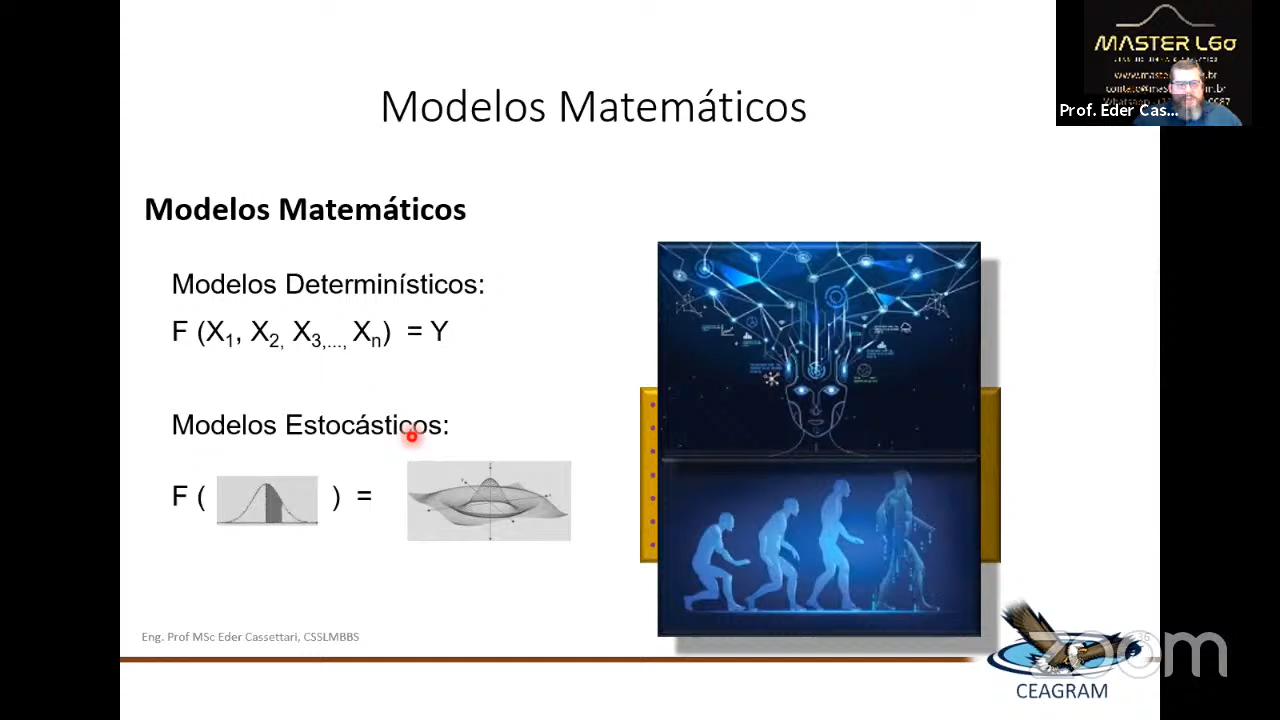 MASTER L6σ
Prof. Eder Cas...
Modelos Matemáticos
Modelos Matemáticos
Modelos Determinísticos:
F (X1, X2, X3,..., Xn) = Y
Modelos Estocásticos:
F ( ) =
Eng. Prof MSc Eder Cassettari, CSSLMBBS
zoom
CEAGRAM